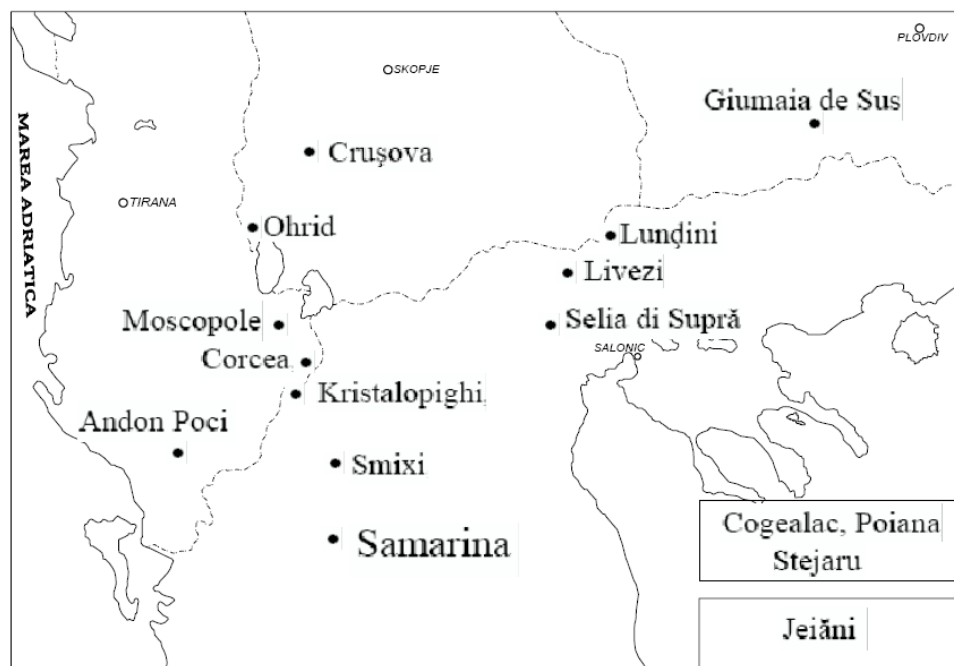 PLOVDIV
SKOPJE
Giumaia de Sus
MAREA ADRIATICA
Crușova
TIRANA
Ohrid
Lunḑini
Livezi
Moscopole
Selia di Supră
Corcea
SALONIC
Kristalopighi
Andon Poci
Smixi
Cogealac, Poiana
Stejaru
Samarina
Jeiăni